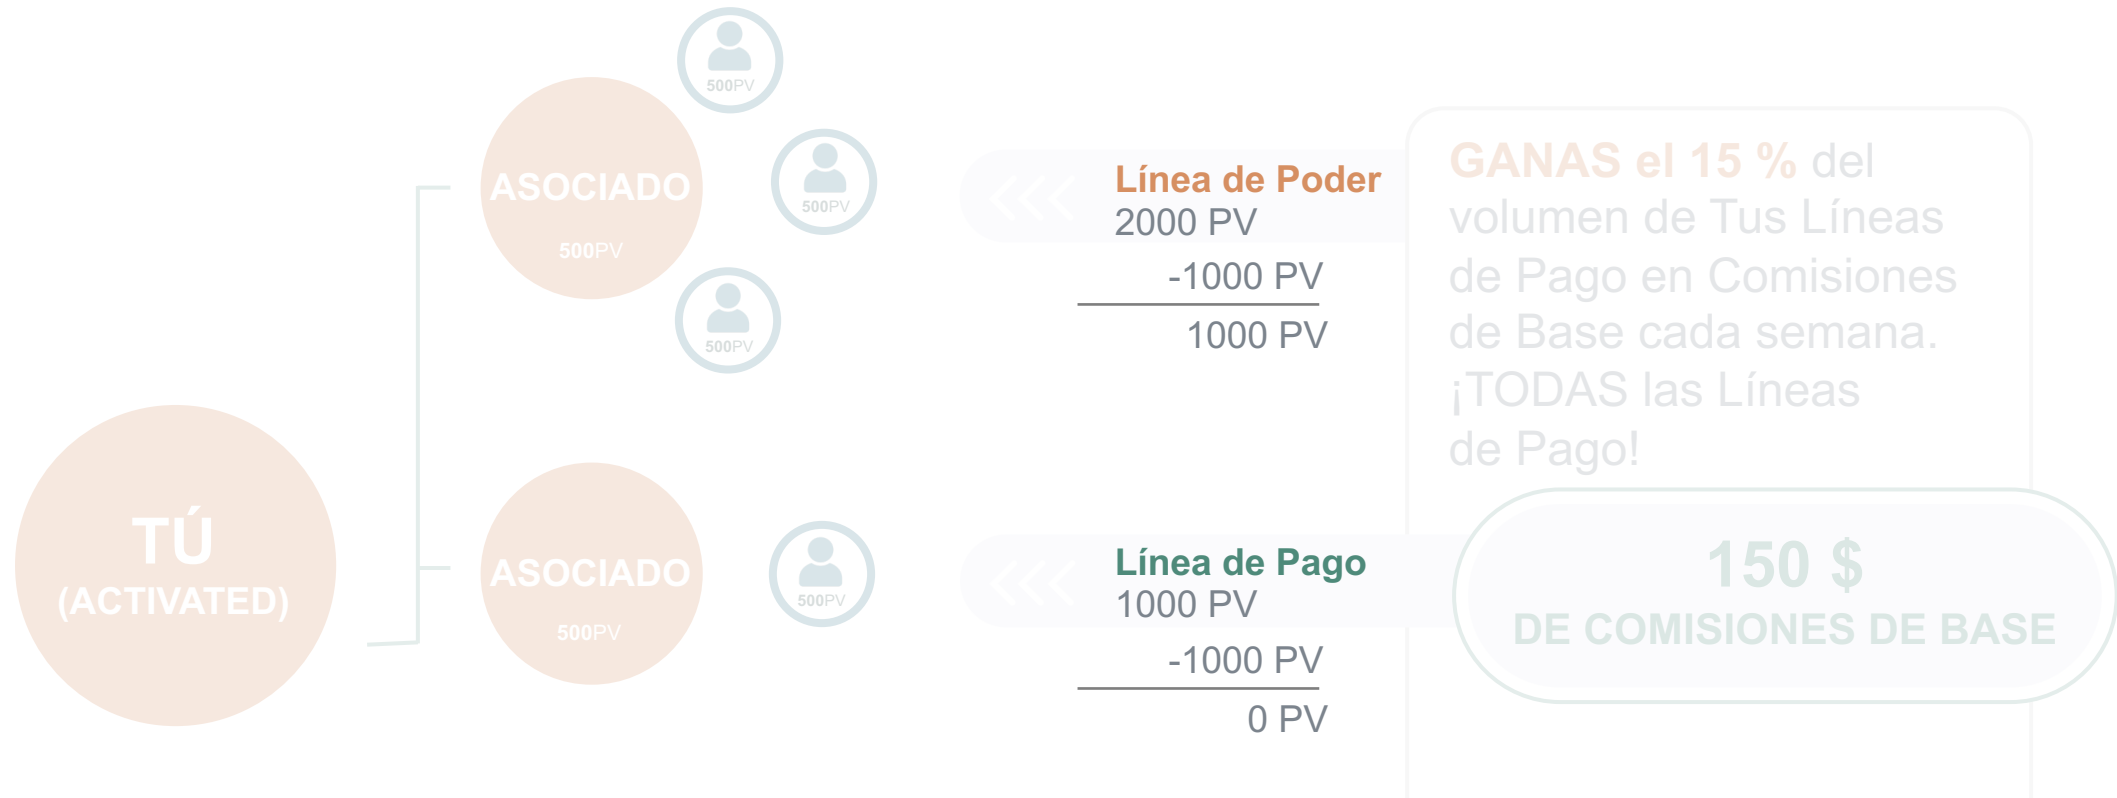 500PV
500PV
500PV
ASOCIADO
500PV
Línea de Poder
2000 PV
-1000 PV
1000 PV
GANAS el 15 % del
volumen de Tus Líneas
de Pago en Comisiones
de Base cada semana.
¡TODAS las Líneas
de Pago!
TÚ
(ACTIVATED)
ASOCIADO
500PV
500PV
Línea de Pago
1000 PV
-1000 PV
0 PV
150 $
DE COMISIONES DE BASE